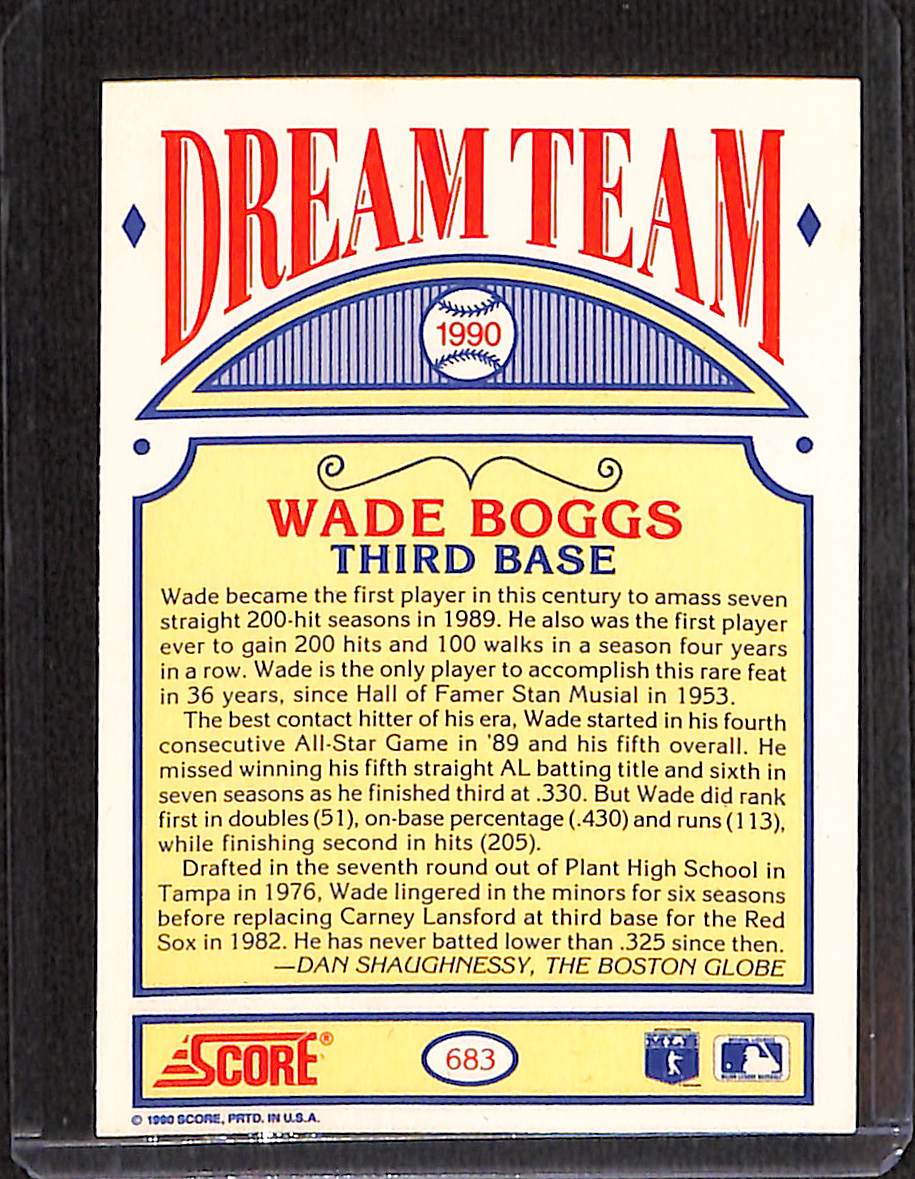 DREAM TEAM
1990
WADE BOGGS
THIRD BASE
Wade became the first player in this century to amass seven
straight 200-hit seasons in 1989. He also was the first player
ever to gain 200 hits and 100 walks in a season four years
in a row. Wade is the only player to accomplish this rare feat
in 36 years, since Hall of Famer Stan Musial in 1953.
The best contact hitter of his era, Wade started in his fourth
consecutive All-Star Game in '89 and his fifth overall. He
missed winning his fifth straight AL batting title and sixth in
seven seasons as he finished third at .330. But Wade did rank
first in doubles (51), on-base percentage (.430) and runs (113),
while finishing second in hits (205).
Drafted in the seventh round out of Plant High School in
Tampa in 1976, Wade lingered in the minors for six seasons
before replacing Carney Lansford at third base for the Red
Sox in 1982. He has never batted lower than .325 since then.
—DAN SHAUGHNESSY, THE BOSTON GLOBE
SCORE®
683
© 1990 SCORE, PRTD. IN U.S.A.